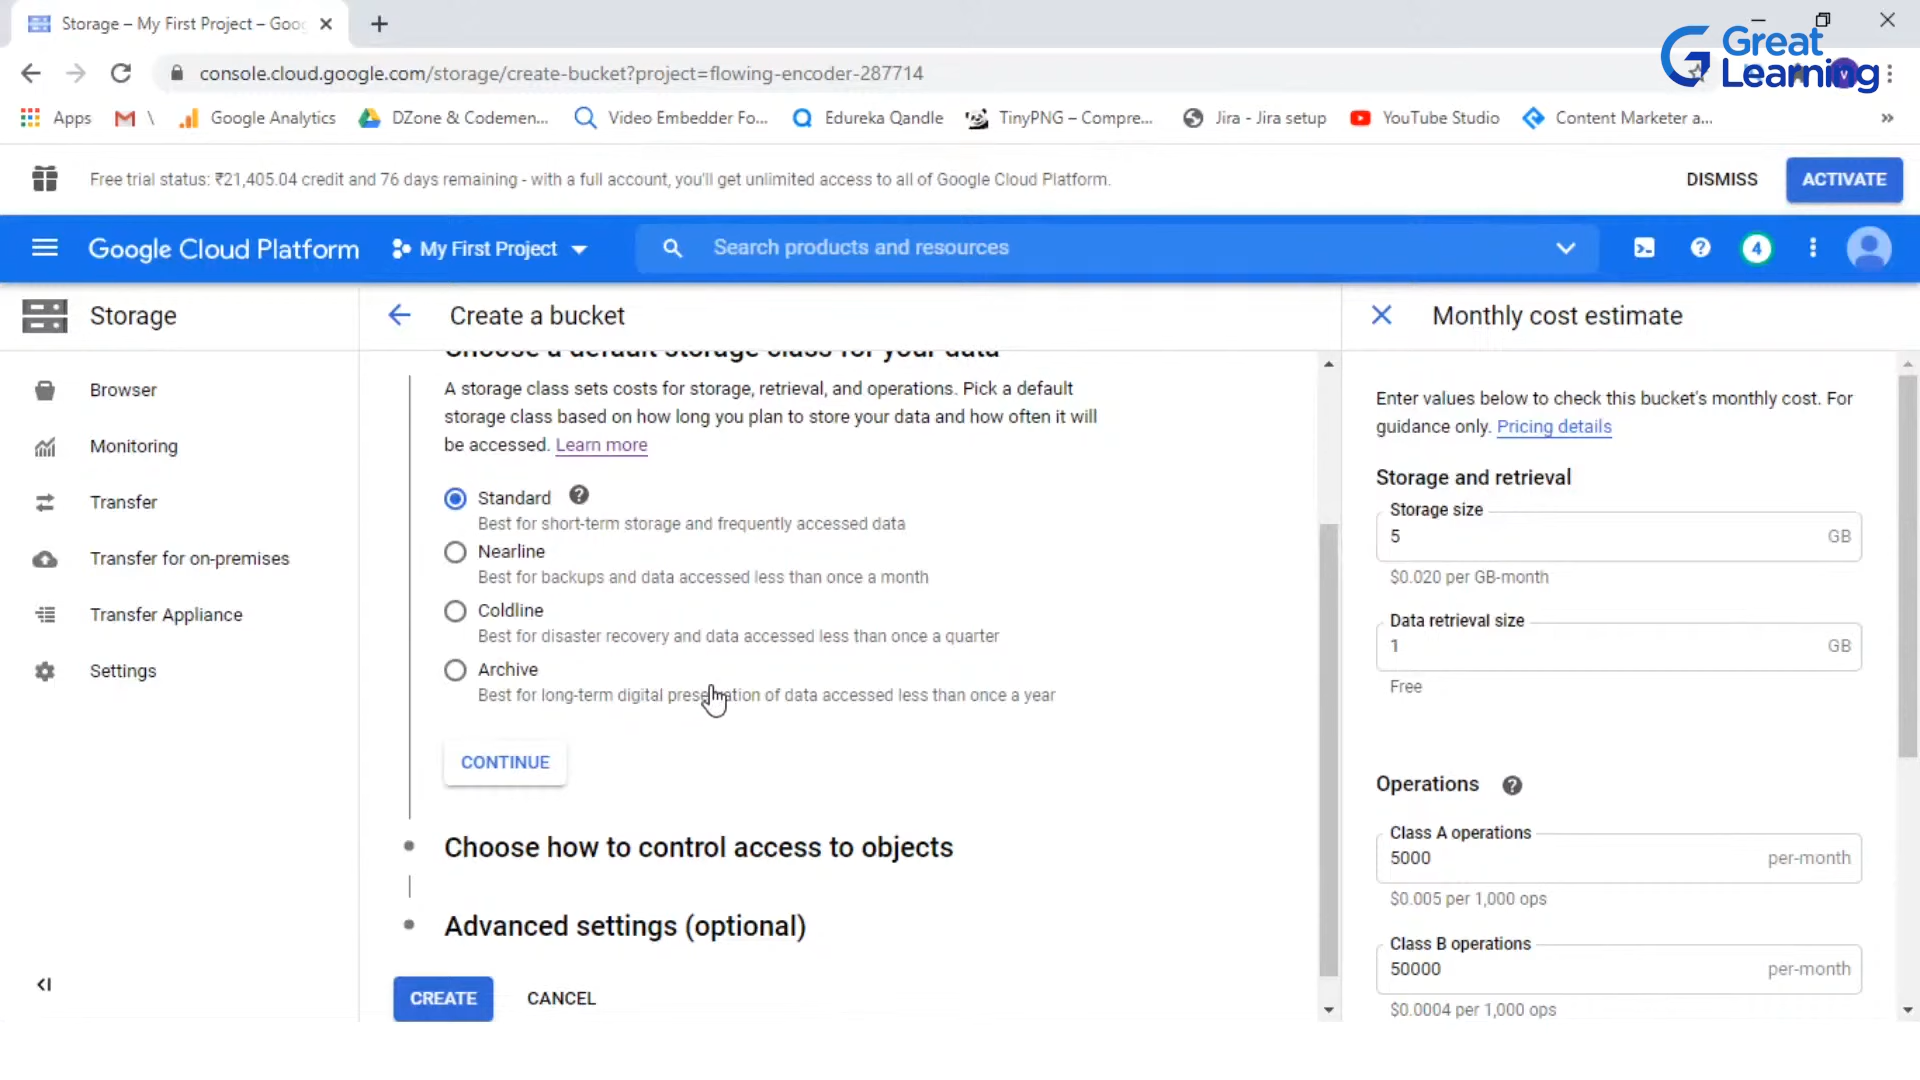 Storage – My First Project – Goo
Great
Learning
console.cloud.google.com/storage/create-bucket?project=flowing-encoder-287714
V
Apps
\
Google Analytics
DZone & Codemen...
Video Embedder Fo...
Edureka Qandle
TinyPNG – Compre...
Jira - Jira setup
YouTube Studio
Content Marketer a...
»
Free trial status: ₹21,405.04 credit and 76 days remaining - with a full account, you'll get unlimited access to all of Google Cloud Platform.
DISMISS
ACTIVATE
Google Cloud Platform
My First Project
Search products and resources
4
Storage
Create a bucket
Monthly cost estimate
Browser
Monitoring
Transfer
Transfer for on-premises
Transfer Appliance
Settings
Choose a default storage class for your data
A storage class sets costs for storage, retrieval, and operations. Pick a default
storage class based on how long you plan to store your data and how often it will
be accessed. Learn more
Standard
Best for short-term storage and frequently accessed data
Nearline
Best for backups and data accessed less than once a month
Coldline
Best for disaster recovery and data accessed less than once a quarter
Archive
Best for long-term digital preservation of data accessed less than once a year
CONTINUE
Choose how to control access to objects
Advanced settings (optional)
CREATE
CANCEL
Enter values below to check this bucket's monthly cost. For
guidance only. Pricing details
Storage and retrieval
Storage size
5 GB
$0.020 per GB-month
Data retrieval size
1 GB
Free
Operations
Class A operations
5000 per-month
$0.005 per 1,000 ops
Class B operations
50000 per-month
$0.0004 per 1,000 ops